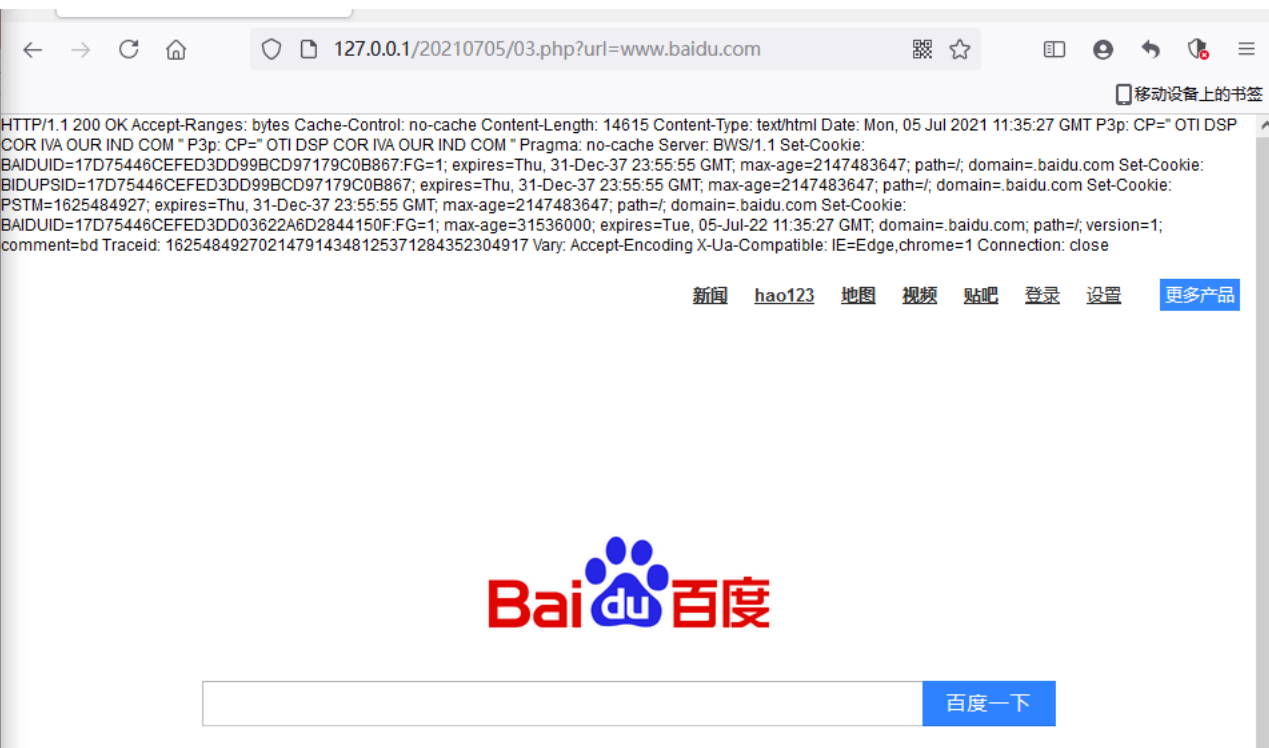 127.0.0.1/20210705/03.php?url=www.baidu.com
移动设备上的书签
HTTP/1.1 200 OK Accept-Ranges: bytes Cache-Control: no-cache Content-Length: 14615 Content-Type: text/html Date: Mon, 05 Jul 2021 11:35:27 GMT P3p: CP=" OTI DSP
COR IVA OUR IND COM " P3p: CP=" OTI DSP COR IVA OUR IND COM " Pragma: no-cache Server: BWS/1.1 Set-Cookie:
BAIDUID=17D75446CEFED3DD99BCD97179C0B867:FG=1; expires=Thu, 31-Dec-37 23:55:55 GMT; max-age=2147483647; path=/; domain=.baidu.com Set-Cookie:
BIDUPSID=17D75446CEFED3DD99BCD97179C0B867; expires=Thu, 31-Dec-37 23:55:55 GMT; max-age=2147483647; path=/; domain=.baidu.com Set-Cookie:
PSTM=1625484927; expires=Thu, 31-Dec-37 23:55:55 GMT; max-age=2147483647; path=/; domain=.baidu.com Set-Cookie:
BAIDUID=17D75446CEFED3DD03622A6D2844150F:FG=1; max-age=31536000; expires=Tue, 05-Jul-22 11:35:27 GMT; domain=.baidu.com; path=/; version=1;
comment=bd Traceid: 162548492702147914348125371284352304917 Vary: Accept-Encoding X-Ua-Compatible: IE=Edge,chrome=1 Connection: close
新闻 hao123 地图 视频 贴吧 登录 设置 更多产品
Bai du 百度
百度一下